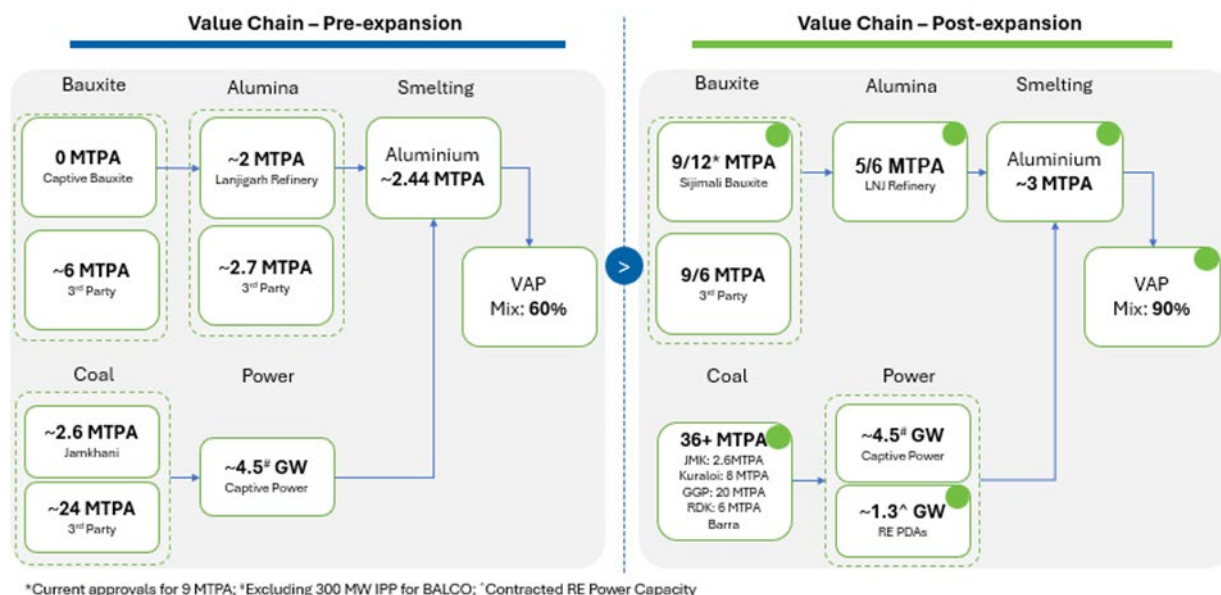 Value Chain – Pre-expansion
Bauxite
Alumina
Smelting
0 MTPA
Captive Bauxite
~2 MTPA
Lanjigarh Refinery
Aluminium
~2.44 MTPA
~6 MTPA
3rd Party
~2.7 MTPA
3rd Party
VAP
Mix: 60%
Coal
Power
~2.6 MTPA
Jamkhani
~24 MTPA
3rd Party
~4.5# GW
Captive Power
>
Value Chain – Post-expansion
Bauxite
Alumina
Smelting
9/12* MTPA
Sijimali Bauxite
5/6 MTPA
LNJ Refinery
Aluminium
~3 MTPA
9/6 MTPA
3rd Party
VAP
Mix: 90%
Coal
Power
36+ MTPA
JMK: 2.6MTPA
Kuraloi: 8 MTPA
GGP: 20 MTPA
RDK: 6 MTPA
Barra
~4.5# GW
Captive Power
~1.3^ GW
RE PDAs
*Current approvals for 9 MTPA; #Excluding 300 MW IPP for BALCO; ^Contracted RE Power Capacity